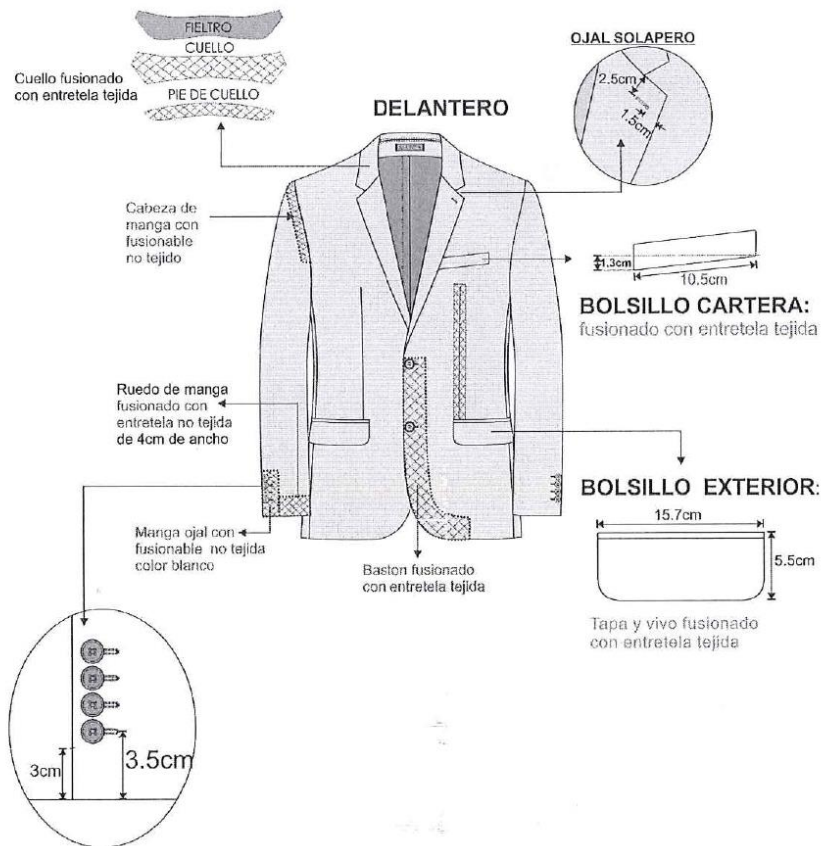 FIELTRO
CUELLO
Cuello fusionado
con entretela tejida
PIE DE CUELLO
DELANTERO
OJAL SOLAPERO
2.5cm
1.5cm
Cabeza de
manga con
fusionable
no tejido
1.3cm
10.5cm
BOLSILLO CARTERA:
fusionado con entretela tejida
Ruedo de manga
fusionado con
entretela no tejida
de 4cm de ancho
Manga ojal con
fusionable no tejida
color blanco
Baston fusionado
con entretela tejida
BOLSILLO EXTERIOR:
15.7cm
5.5cm
Tapa y vivo fusionado
con entretela tejida
3cm
3.5cm